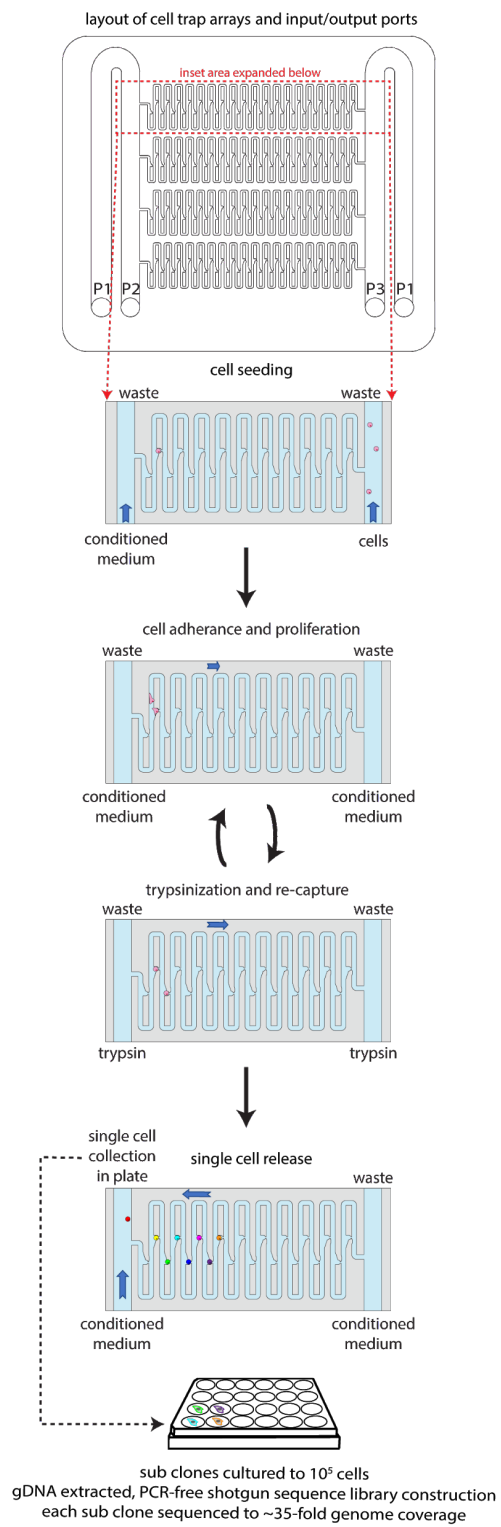 layout of cell trap arrays and input/output ports
inset area expanded below
P1 P2 P3 P1
cell seeding
waste waste
conditioned
medium
cells
cell adherance and proliferation
waste waste
conditioned
medium
conditioned
medium
trypsinization and re-capture
waste waste
trypsin trypsin
single cell
collection
in plate
single cell release
waste
conditioned
medium
conditioned
medium
sub clones cultured to 10⁵ cells
gDNA extracted, PCR-free shotgun sequence library construction
each sub clone sequenced to ~35-fold genome coverage